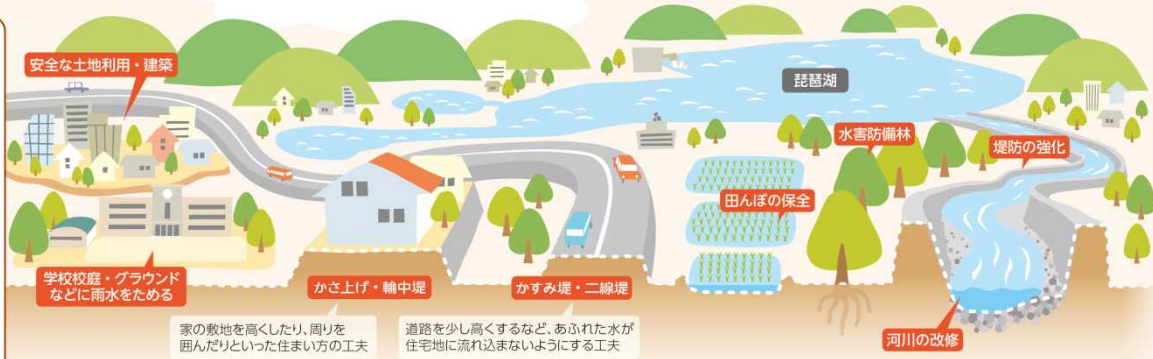 安全な土地利用・建築
琵琶湖
水害防備林
堤防の強化
田んぼの保全
学校校庭・グラウンド
などに雨水をためる
かさ上げ・輪中堤
かすみ堤・二線堤
家の敷地を高くしたり、周りを
囲んだりといった住まい方の工夫
道路を少し高くするなど、あふれた水が
住宅地に流れ込まないようにする工夫
河川の改修